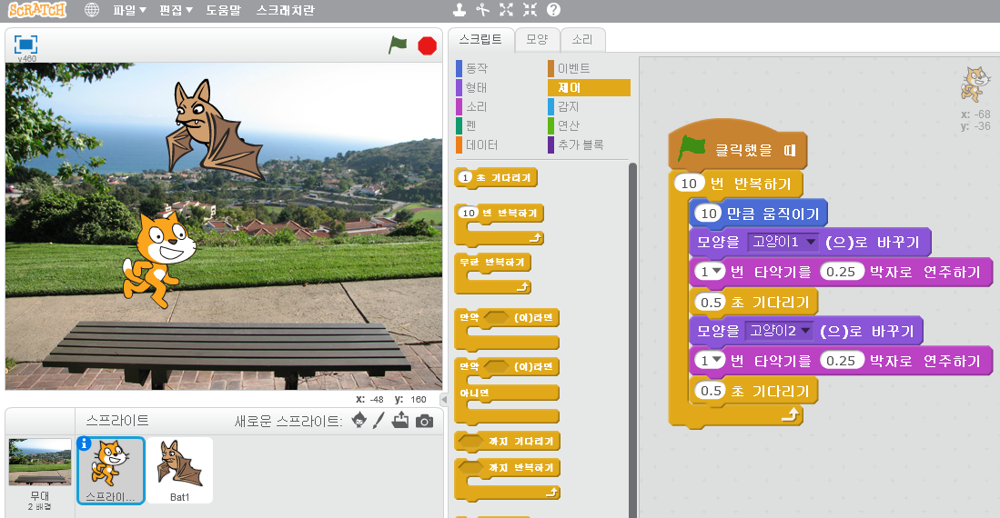 SCRATCH 파일▼ 편집▼ 도움말 스크래치란
v460
스크립트 모양 소리
동작 이벤트
형태 제어
소리 감지
펜 연산
데이터 추가 블록
1 초 기다리기
10 번 반복하기
무한 반복하기
만약 (이)라면
만약 (이)라면
아니면
까지 기다리기
까지 반복하기
x: -68
y: -36
클릭했을 때
10 번 반복하기
10 만큼 움직이기
모양을 고양이1 (으)로 바꾸기
1 번 타악기를 0.25 박자로 연주하기
0.5 초 기다리기
모양을 고양이2 (으)로 바꾸기
1 번 타악기를 0.25 박자로 연주하기
0.5 초 기다리기
x: -48 y: 160
스프라이트 새로운 스프라이트:
무대
2 배경
스프라이...
Bat1